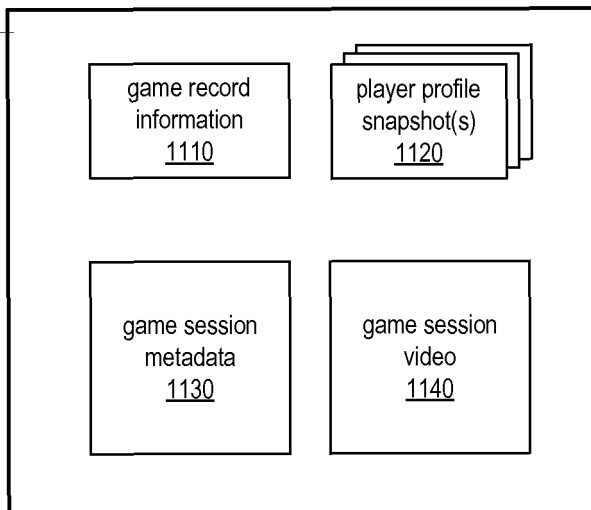 game record
information
1110
player profile
snapshot(s)
1120
game session
metadata
1130
game session
video
1140